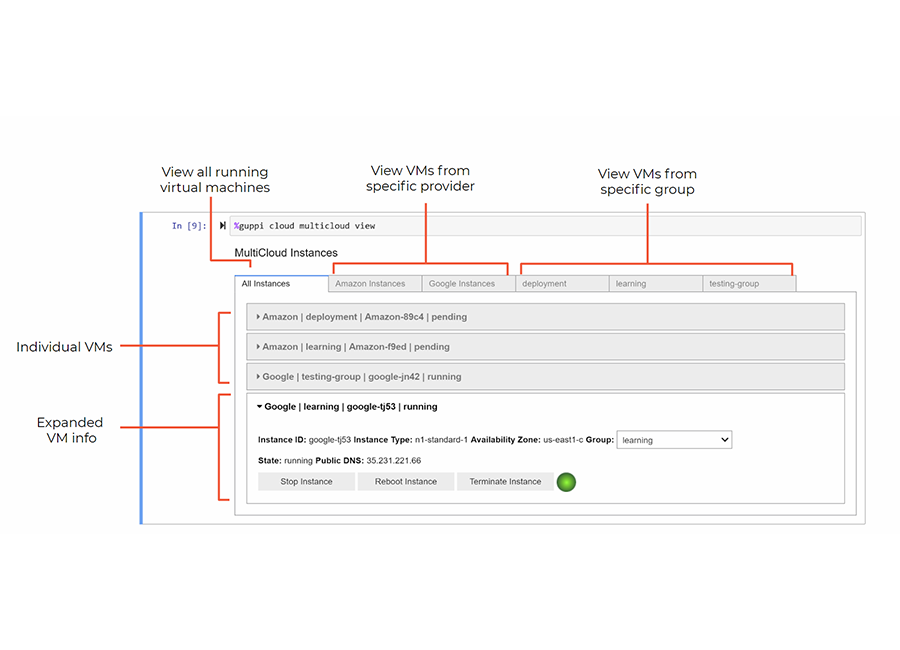 View all running
virtual machines
View VMs from
specific provider
View VMs from
specific group
In [9]: %guppi cloud multicloud view
MultiCloud Instances
All Instances Amazon Instances Google Instances deployment learning testing-group
Individual VMs
Amazon | deployment | Amazon-89c4 | pending
Amazon | learning | Amazon-f9ed | pending
Google | testing-group | google-jn42 | running
Expanded
VM info
Google | learning | google-tj53 | running
Instance ID: google-tj53 Instance Type: n1-standard-1 Availability Zone: us-east1-c Group: learning
State: running Public DNS: 35.231.221.66
Stop Instance Reboot Instance Terminate Instance